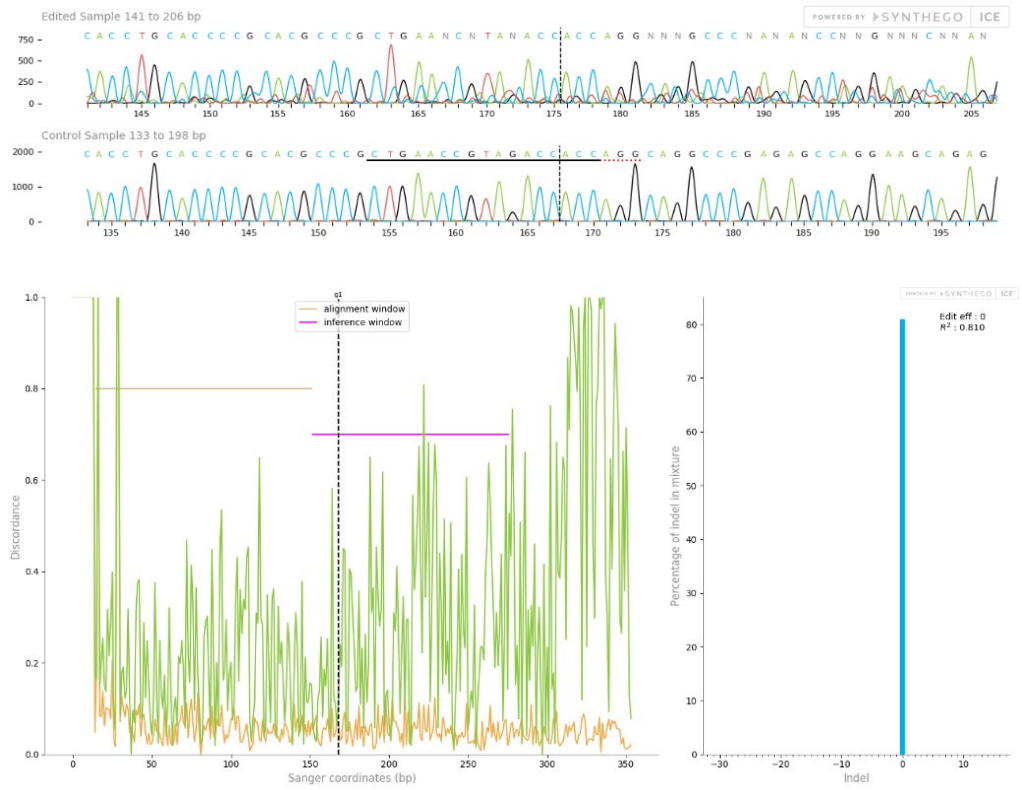 Edited Sample 141 to 206 bp
POWERED BY SYNTHEGO ICE
C A C C T G C A C C C C G C A C G C C C G C T G A A N C N T A N A C C A C C A G G N N N G C C C N A N A N C C N N G N N N C N N A N
750
500
250
0
145 150 155 160 165 170 175 180 185 190 195 200 205
Control Sample 133 to 198 bp
C A C C T G C A C C C C G C A C G C C C G C T G A A C C G T A G A C C A C C A G G C A G G C C C G A G A G C C A G G A A G C A G A G
2000
1000
0
135 140 145 150 155 160 165 170 175 180 185 190 195
g1
alignment window
inference window
1.0
0.8
0.6
0.4
0.2
0.0
Discordance
0 50 100 150 200 250 300 350
Sanger coordinates (bp)
POWERED BY SYNTHEGO ICE
Edit eff : 0
R² : 0.810
80
70
60
50
40
30
20
10
0
Percentage of indel in mixture
−30 −20 −10 0 10
Indel